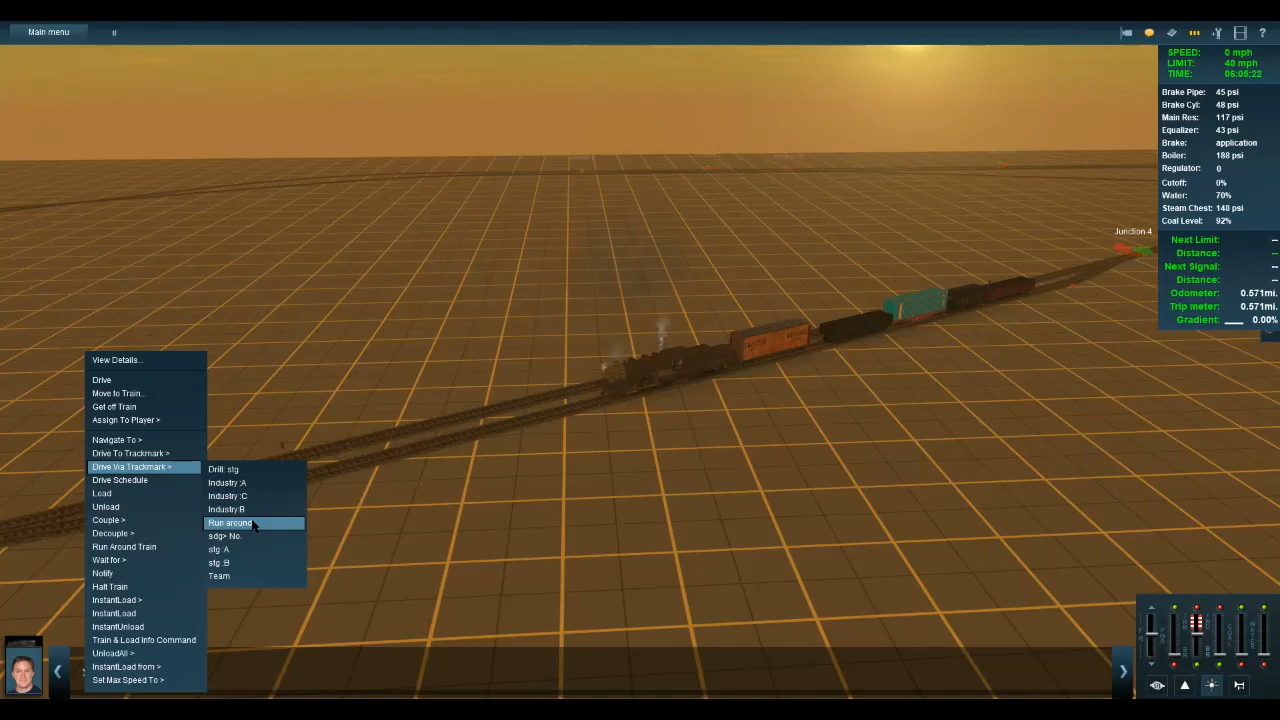 Main menu
SPEED: 0 mph
LIMIT: 40 mph
TIME: 06:05:22
Brake Pipe: 45 psi
Brake Cyl: 48 psi
Main Res: 117 psi
Equalizer: 43 psi
Brake: application
Boiler: 188 psi
Regulator: 0
Cutoff: 0%
Water: 70%
Steam Chest: 148 psi
Coal Level: 92%
Next Limit: --
Distance: --
Next Signal: --
Distance: --
Odometer: 0.571mi.
Trip meter: 0.571mi.
Gradient: 0.00%
Junction 4
View Details...
Drive
Move to Train...
Get off Train
Assign To Player >
Navigate To >
Drive To Trackmark >
Drive Via Trackmark >
Drive Schedule
Load
Unload
Couple >
Decouple >
Run Around Train
Wait for >
Notify
Halt Train
InstantLoad >
InstantLoad
InstantUnload
Train & Load Info Command
UnloadAll >
InstantLoad from >
Set Max Speed To >
Drill: stg
Industry :A
Industry :C
Industry:B
Run around
sdg> No.
stg :A
stg :B
Team